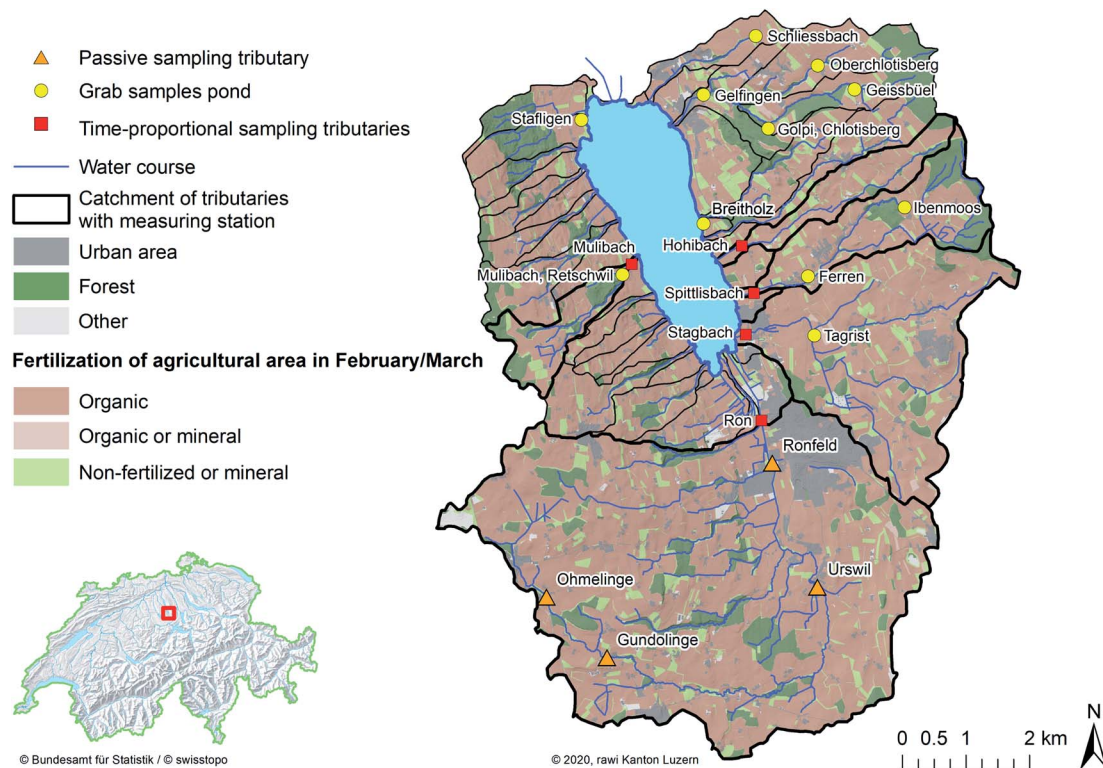 Passive sampling tributary
Grab samples pond
Time-proportional sampling tributaries
Water course
Catchment of tributaries
with measuring station
Urban area
Forest
Other
Fertilization of agricultural area in February/March
Organic
Organic or mineral
Non-fertilized or mineral
© Bundesamt für Statistik / © swisstopo
Schliessbach
Oberchlotisberg
Geissbüel
Gelfingen
Stafligen
Golpi, Chlotisberg
Breitholz
Ibenmoos
Hohibach
Mulibach
Mulibach, Retschwil
Ferren
Spittlisbach
Stagbach
Tagrist
Ron
Ronfeld
Ohmelinge
Urswil
Gundolinge
© 2020, rawi Kanton Luzern
0 0.5 1 2 km
N